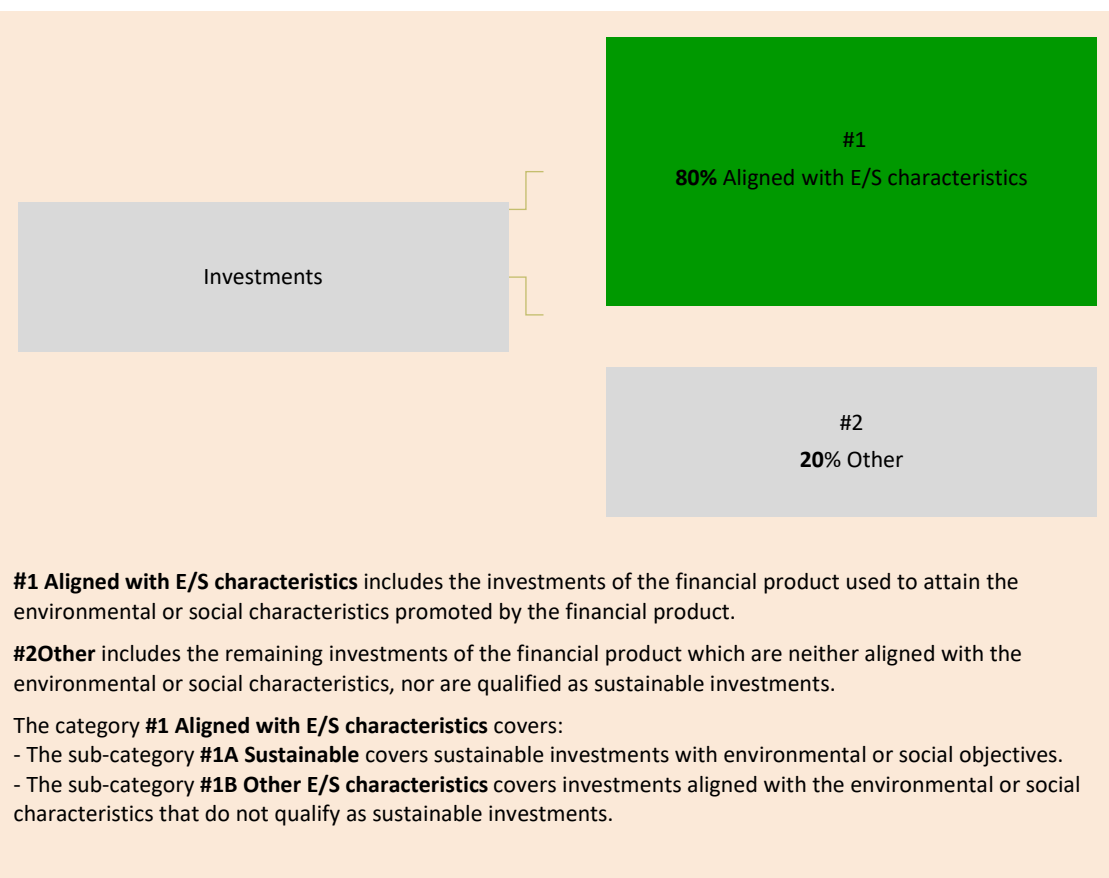 #1
80% Aligned with E/S characteristics
Investments
#2
20% Other
#1 Aligned with E/S characteristics includes the investments of the financial product used to attain the
environmental or social characteristics promoted by the financial product.
#2Other includes the remaining investments of the financial product which are neither aligned with the
environmental or social characteristics, nor are qualified as sustainable investments.
The category #1 Aligned with E/S characteristics covers:
- The sub-category #1A Sustainable covers sustainable investments with environmental or social objectives.
- The sub-category #1B Other E/S characteristics covers investments aligned with the environmental or social
characteristics that do not qualify as sustainable investments.